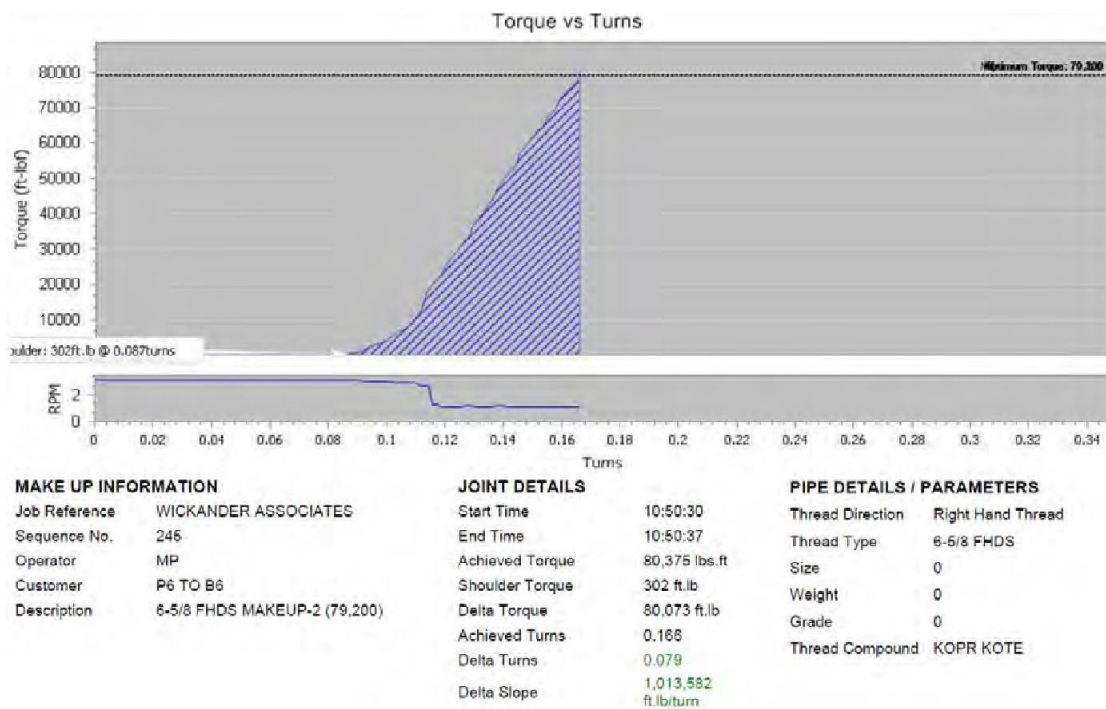 Torque vs Turns
Maximum Torque: 79,200
80000
70000
60000
50000
40000
30000
20000
10000
Torque (ft-lbf)
oulder: 302ft.lb @ 0.087turns
RPM
2
0
0 0.02 0.04 0.06 0.08 0.1 0.12 0.14 0.16 0.18 0.2 0.22 0.24 0.26 0.28 0.3 0.32 0.34
Turns
MAKE UP INFORMATION
Job Reference WICKANDER ASSOCIATES
Sequence No. 245
Operator MP
Customer P6 TO B6
Description 6-5/8 FHDS MAKEUP-2 (79,200)
JOINT DETAILS
Start Time 10:50:30
End Time 10:50:37
Achieved Torque 80,375 lbs.ft
Shoulder Torque 302 ft.lb
Delta Torque 80,073 ft.lb
Achieved Turns 0.166
Delta Turns 0.079
Delta Slope 1,013,582
ft.lb/turn
PIPE DETAILS / PARAMETERS
Thread Direction Right Hand Thread
Thread Type 6-5/8 FHDS
Size 0
Weight 0
Grade 0
Thread Compound KOPR KOTE